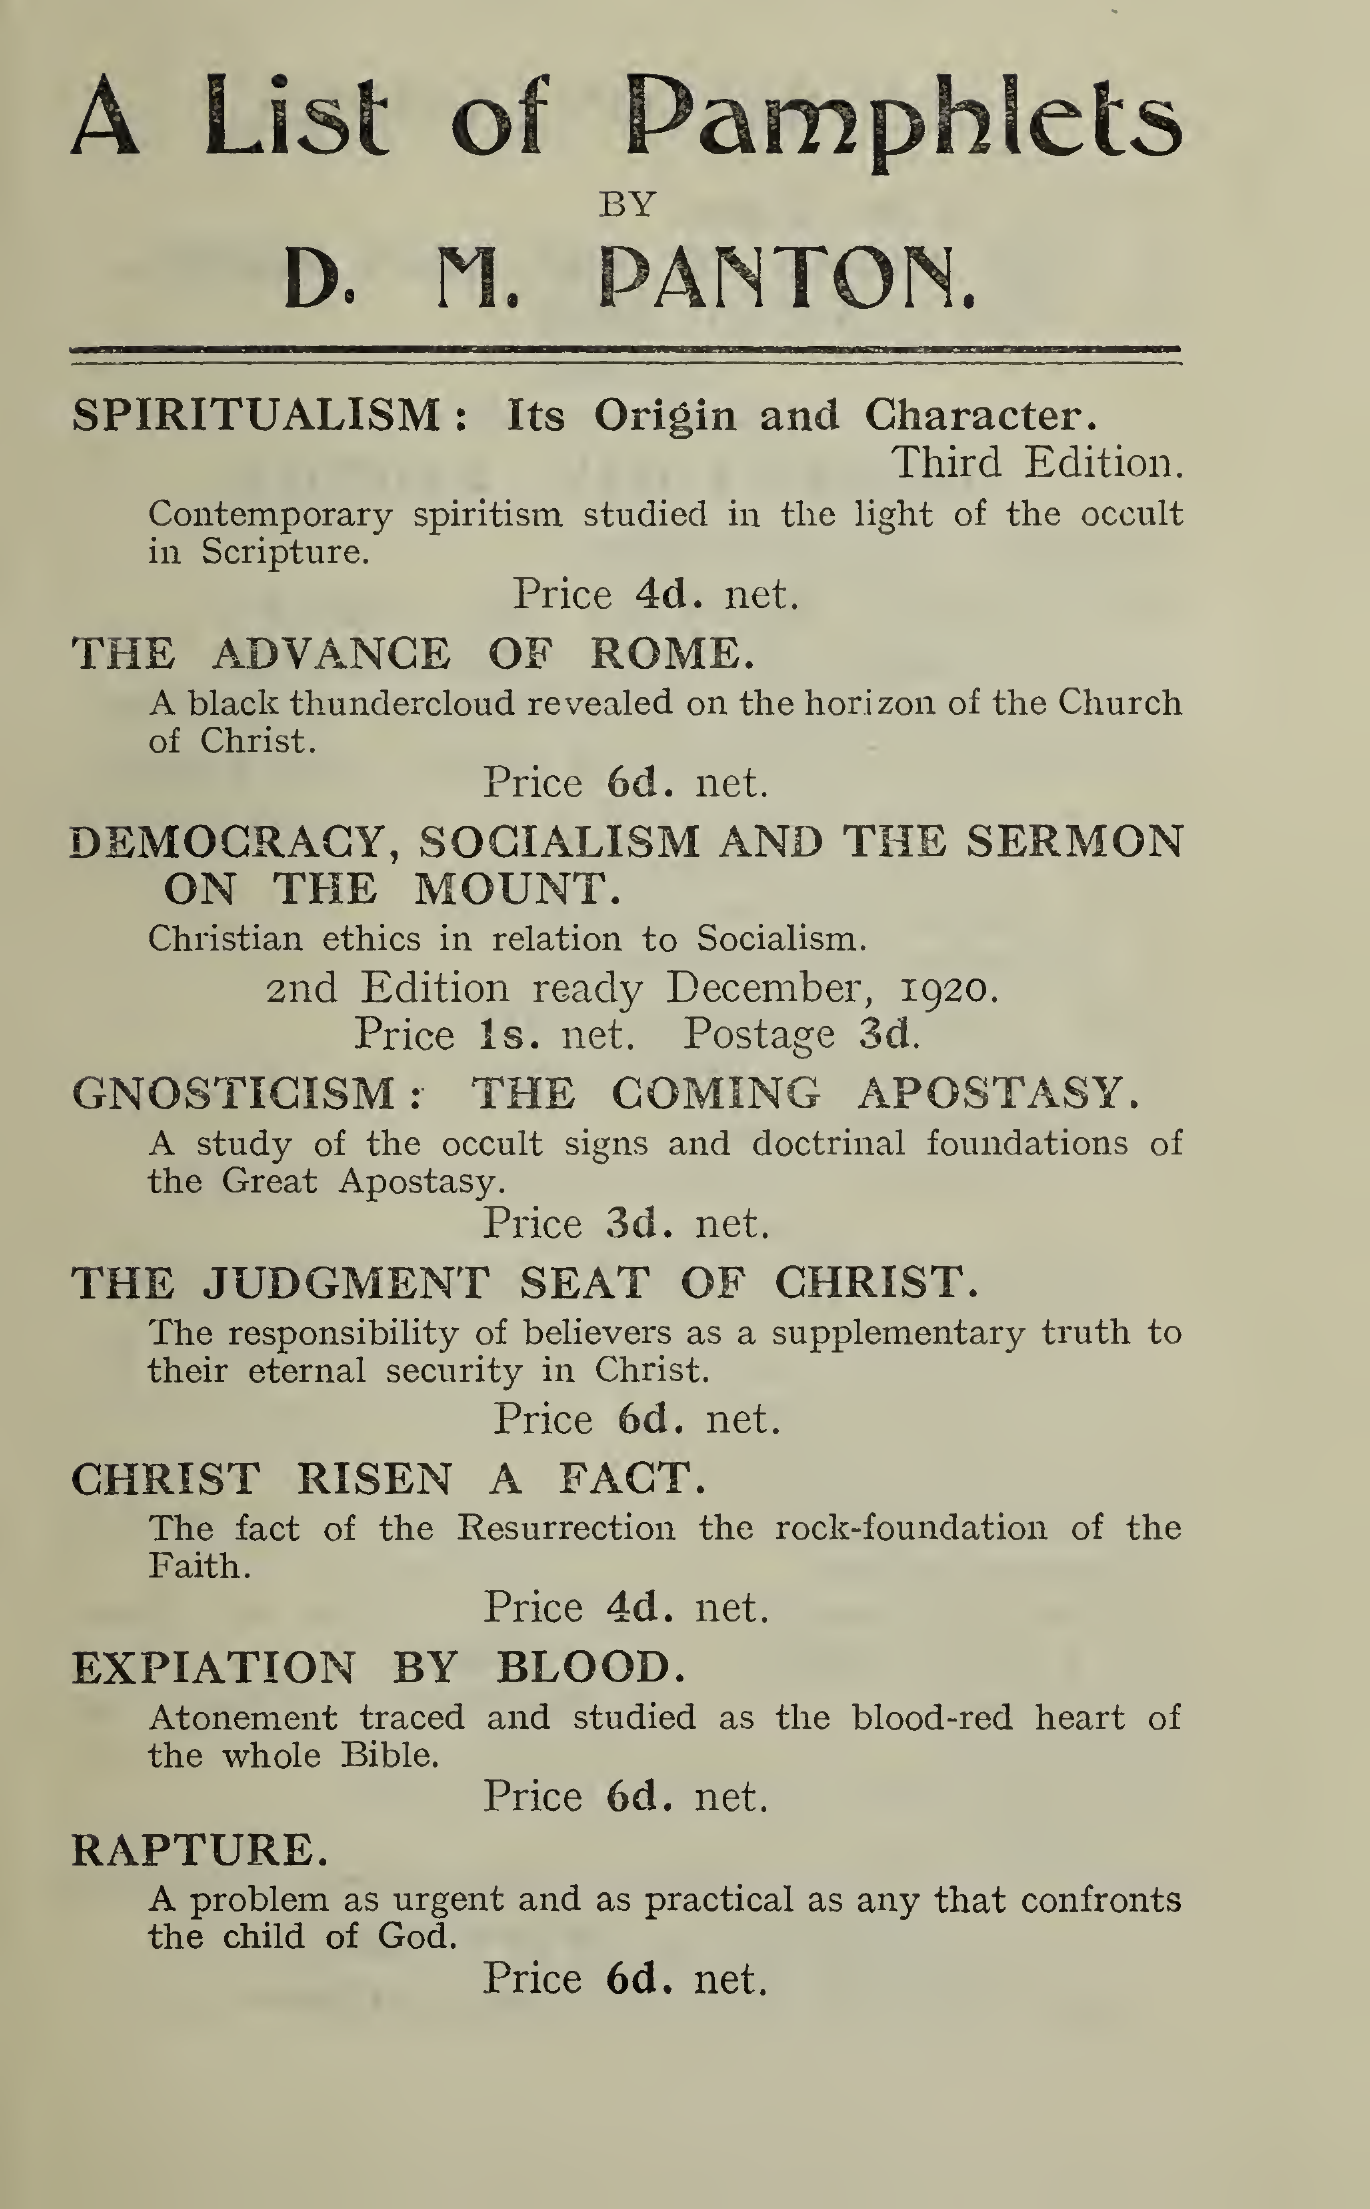 A List of Pamphlets
BY
D. M. PANTON.
SPIRITUALISM: Its Origin and Character.
Third Edition.
Contemporary spiritism studied in the light of the occult
in Scripture.
Price 4d. net.
THE ADVANCE OF ROME.
A black thundercloud revealed on the horizon of the Church
of Christ.
Price 6d. net.
DEMOCRACY, SOCIALISM AND THE SERMON
ON THE MOUNT.
Christian ethics in relation to Socialism.
2nd Edition ready December, 1920.
Price 1s. net. Postage 3d.
GNOSTICISM: THE COMING APOSTASY.
A study of the occult signs and doctrinal foundations of
the Great Apostasy.
Price 3d. net.
THE JUDGMENT SEAT OF CHRIST.
The responsibility of believers as a supplementary truth to
their eternal security in Christ.
Price 6d. net.
CHRIST RISEN A FACT.
The fact of the Resurrection the rock-foundation of the
Faith.
Price 4d. net.
EXPIATION BY BLOOD.
Atonement traced and studied as the blood-red heart of
the whole Bible.
Price 6d. net.
RAPTURE.
A problem as urgent and as practical as any that confronts
the child of God.
Price 6d. net.